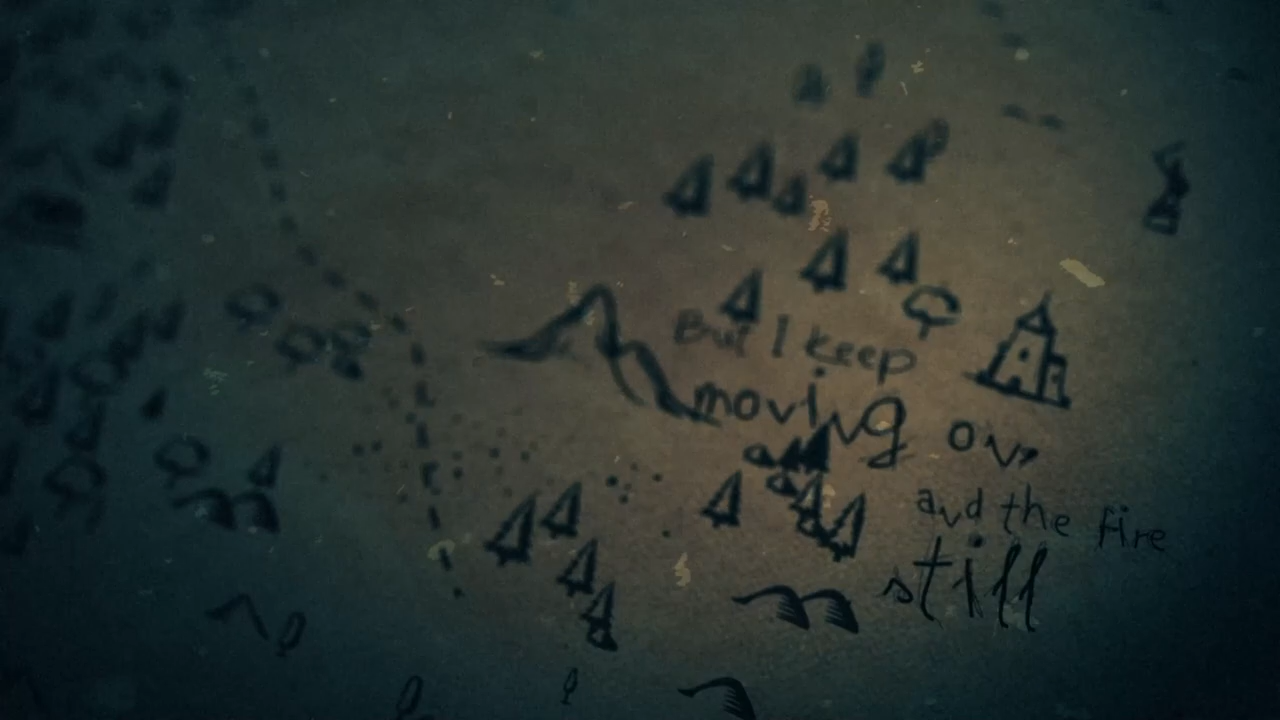 But I keep
moving on,
and the fire
still